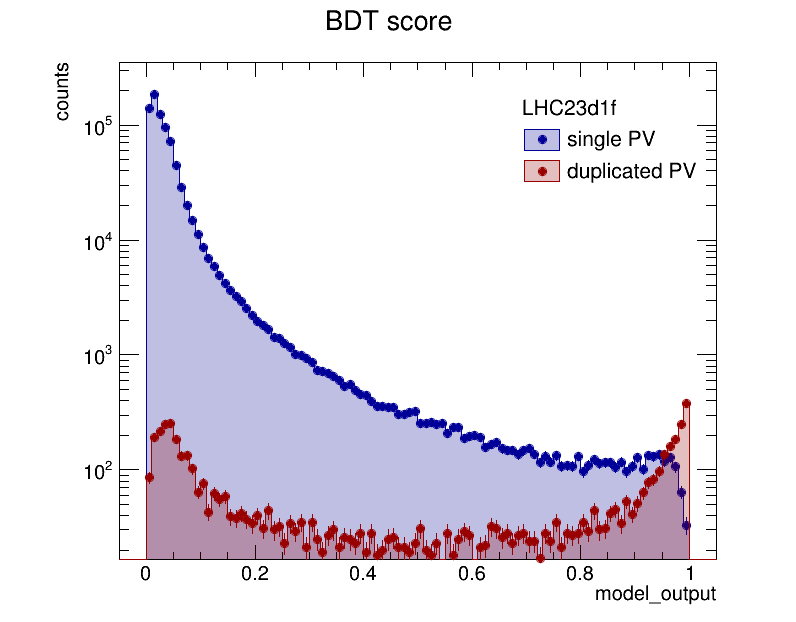 BDT score
counts
LHC23d1f
single PV
duplicated PV
10^5
10^4
10^3
10^2
0 0.2 0.4 0.6 0.8 1
model_output